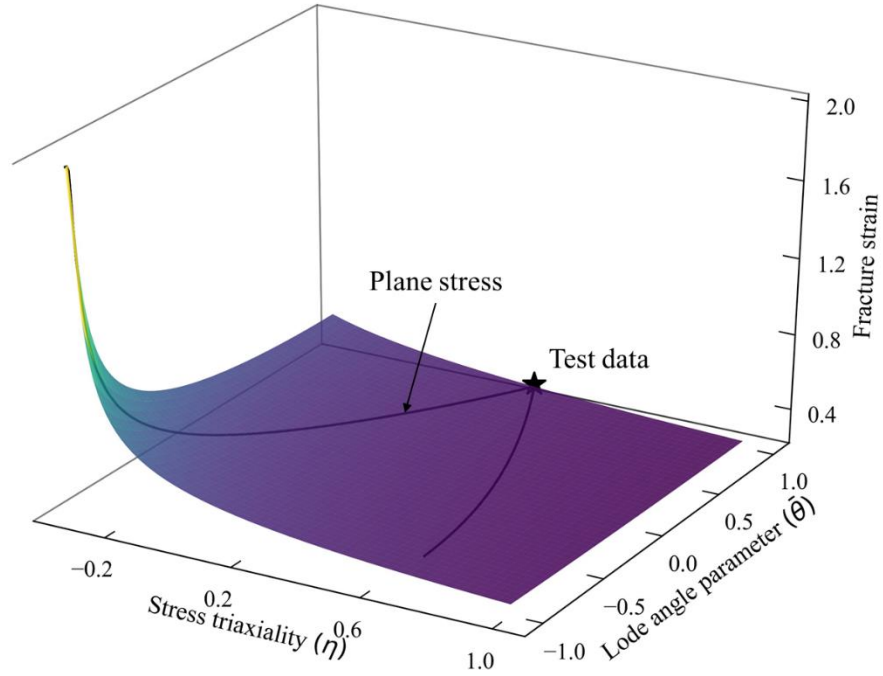 2.0
1.6
1.2
0.8
0.4
Fracture strain
Plane stress
Test data
−0.2
0.2
0.6
1.0
Stress triaxiality (η)
−1.0
−0.5
0.0
0.5
1.0
Lode angle parameter (θ̄)